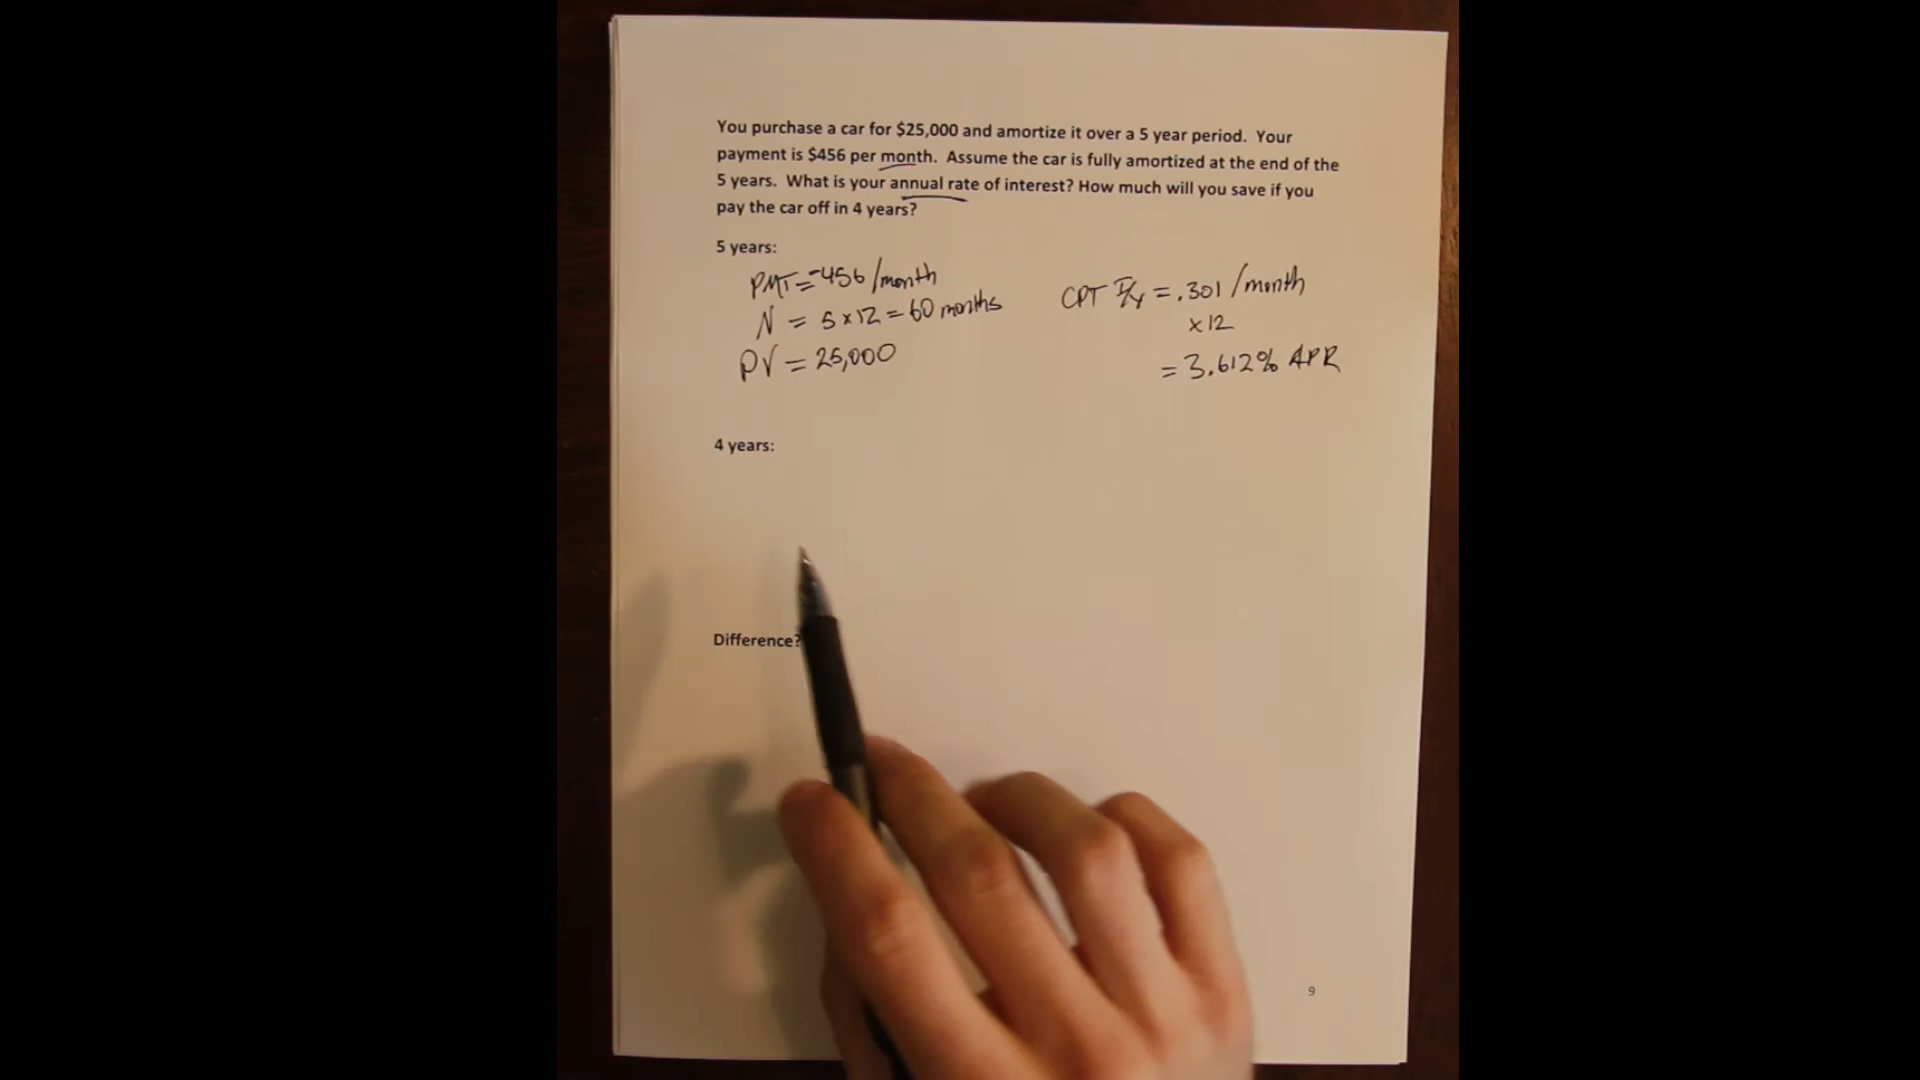 You purchase a car for $25,000 and amortize it over a 5 year period. Your
payment is $456 per month. Assume the car is fully amortized at the end of the
5 years. What is your annual rate of interest? How much will you save if you
pay the car off in 4 years?
5 years:
PMT = -456/month
N = 5 x 12 = 60 months
PV = 25,000
CPT I/Y = .301/month
x 12
= 3.612% APR
4 years:
Difference?
9